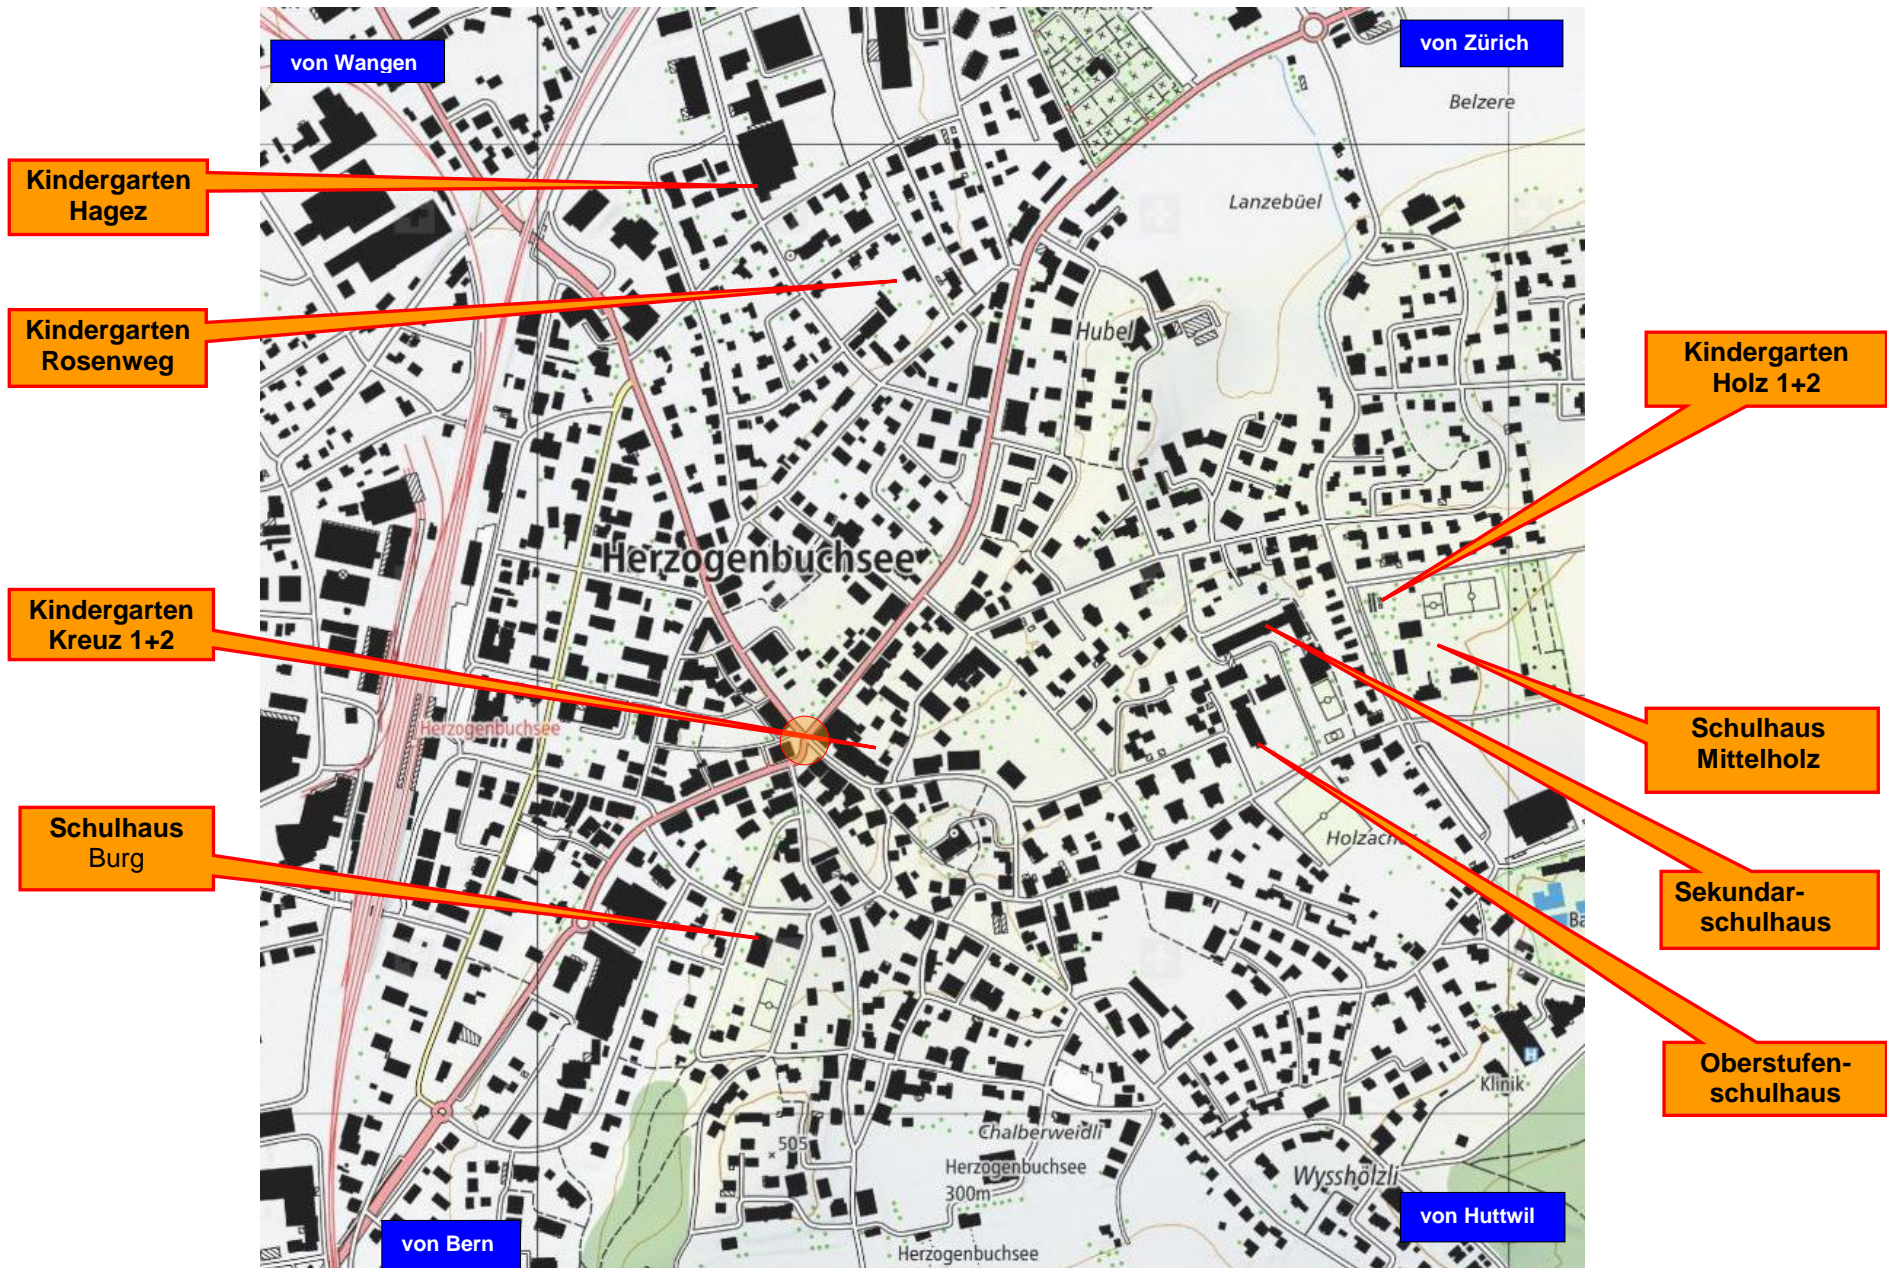 von Wangen
von Zürich
Belzere
Lanzebüel
Kindergarten
Hagez
Kindergarten
Rosenweg
Hubel
Kindergarten
Holz 1+2
Herzogenbuchsee
Kindergarten
Kreuz 1+2
Herzogenbuchsee
Schulhaus
Mittelholz
Schulhaus
Burg
Holzacher
Sekundar-
schulhaus
Ba
Oberstufen-
schulhaus
Klinik
H
505
Chalberweidli
Herzogenbuchsee
300m
Wysshölzli
von Huttwil
von Bern
Herzogenbuchsee